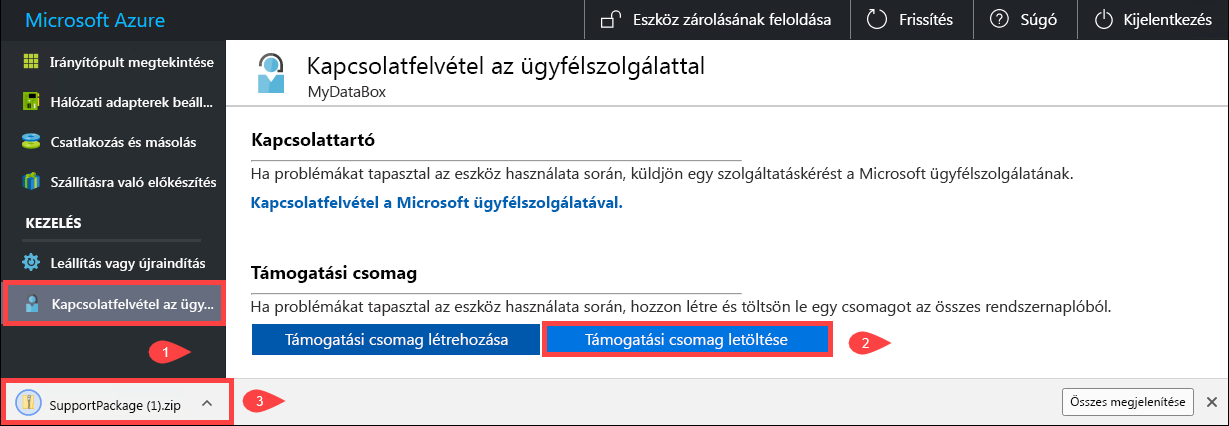 Microsoft Azure
Eszköz zárolásának feloldása
Frissítés
Súgó
Kijelentkezés
Irányítópult megtekintése
Hálózati adapterek beáll...
Csatlakozás és másolás
Szállításra való előkészítés
KEZELÉS
Leállítás vagy újraindítás
Kapcsolatfelvétel az ügy...
1
Kapcsolatfelvétel az ügyfélszolgálattal
MyDataBox
Kapcsolattartó
Ha problémákat tapasztal az eszköz használata során, küldjön egy szolgáltatáskérést a Microsoft ügyfélszolgálatának.
Kapcsolatfelvétel a Microsoft ügyfélszolgálatával.
Támogatási csomag
Ha problémákat tapasztal az eszköz használata során, hozzon létre és töltsön le egy csomagot az összes rendszernaplóból.
Támogatási csomag létrehozása
Támogatási csomag letöltése
2
SupportPackage (1).zip
3
Összes megjelenítése